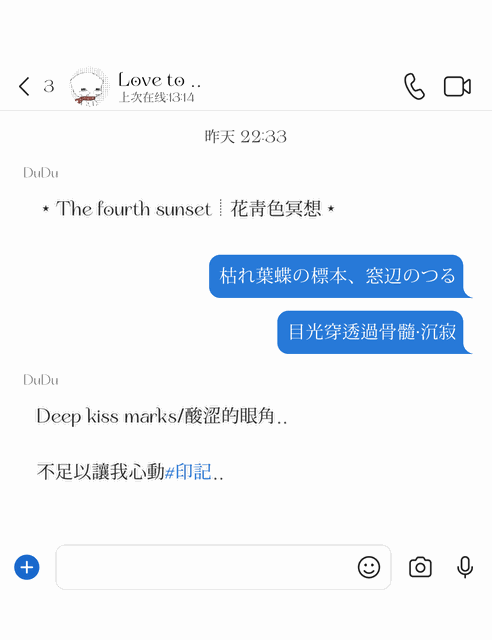 3
Love to ..
上次在线:13:14
昨天 22:33
DuDu
⋆ The fourth sunset ┊ 花靑色冥想 ⋆
枯れ葉蝶の標本、窓辺のつる
目光穿透過骨髓·沉寂
DuDu
Deep kiss marks/酸涩的眼角..
不足以讓我心動#印記..